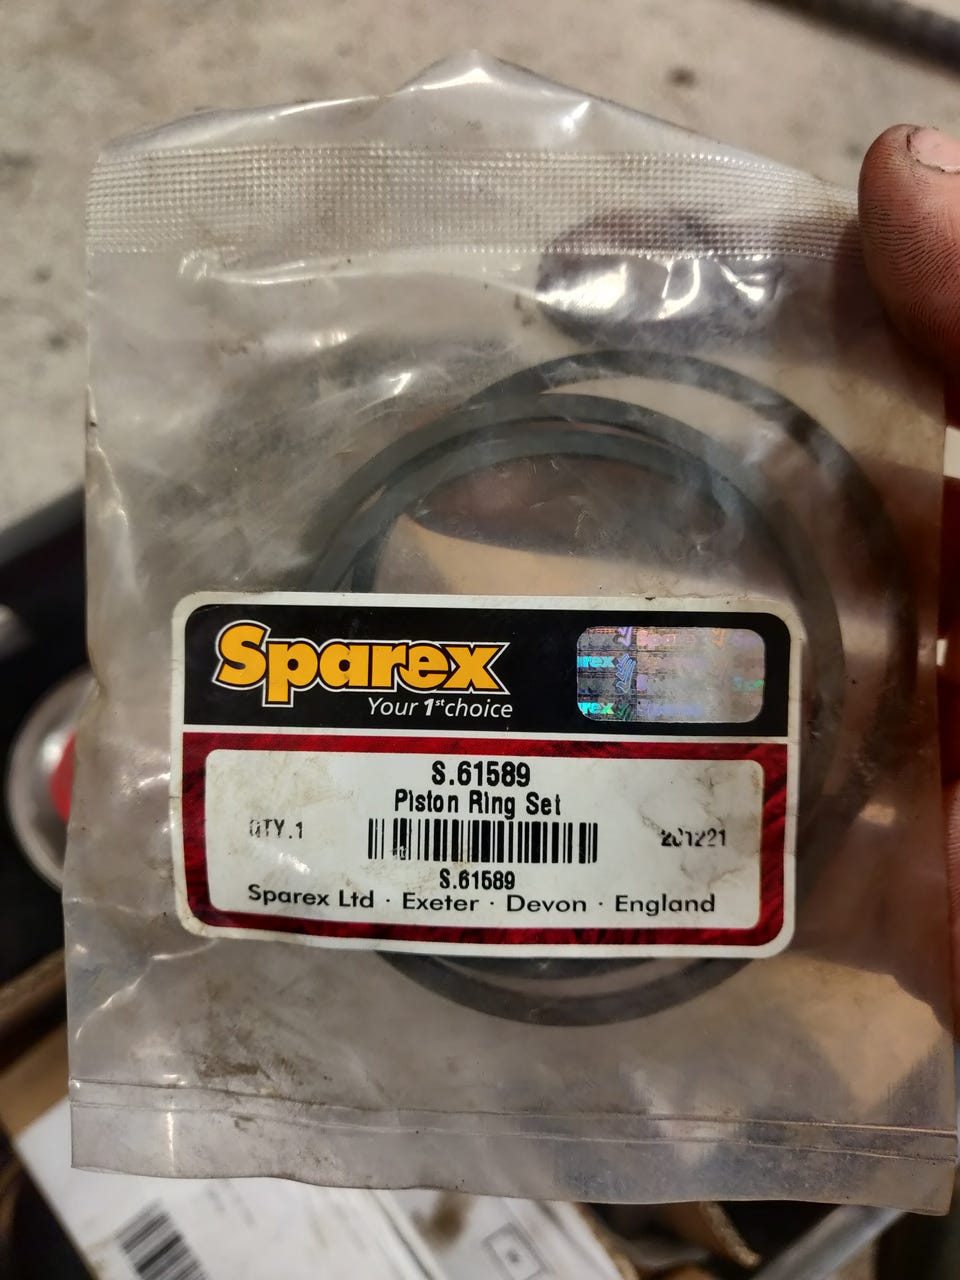 Sparex
Your 1st choice
S.61589
Piston Ring Set
QTY.1
201221
S.61589
Sparex Ltd · Exeter · Devon · England